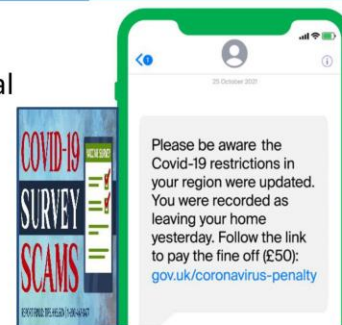 al
25 October 2021
COVID-19
SURVEY
SCAMS
VACCINE SURVEY
Please be aware the
Covid-19 restrictions in
your region were updated.
You were recorded as
leaving your home
yesterday. Follow the link
to pay the fine off (£50):
gov.uk/coronavirus-penalty